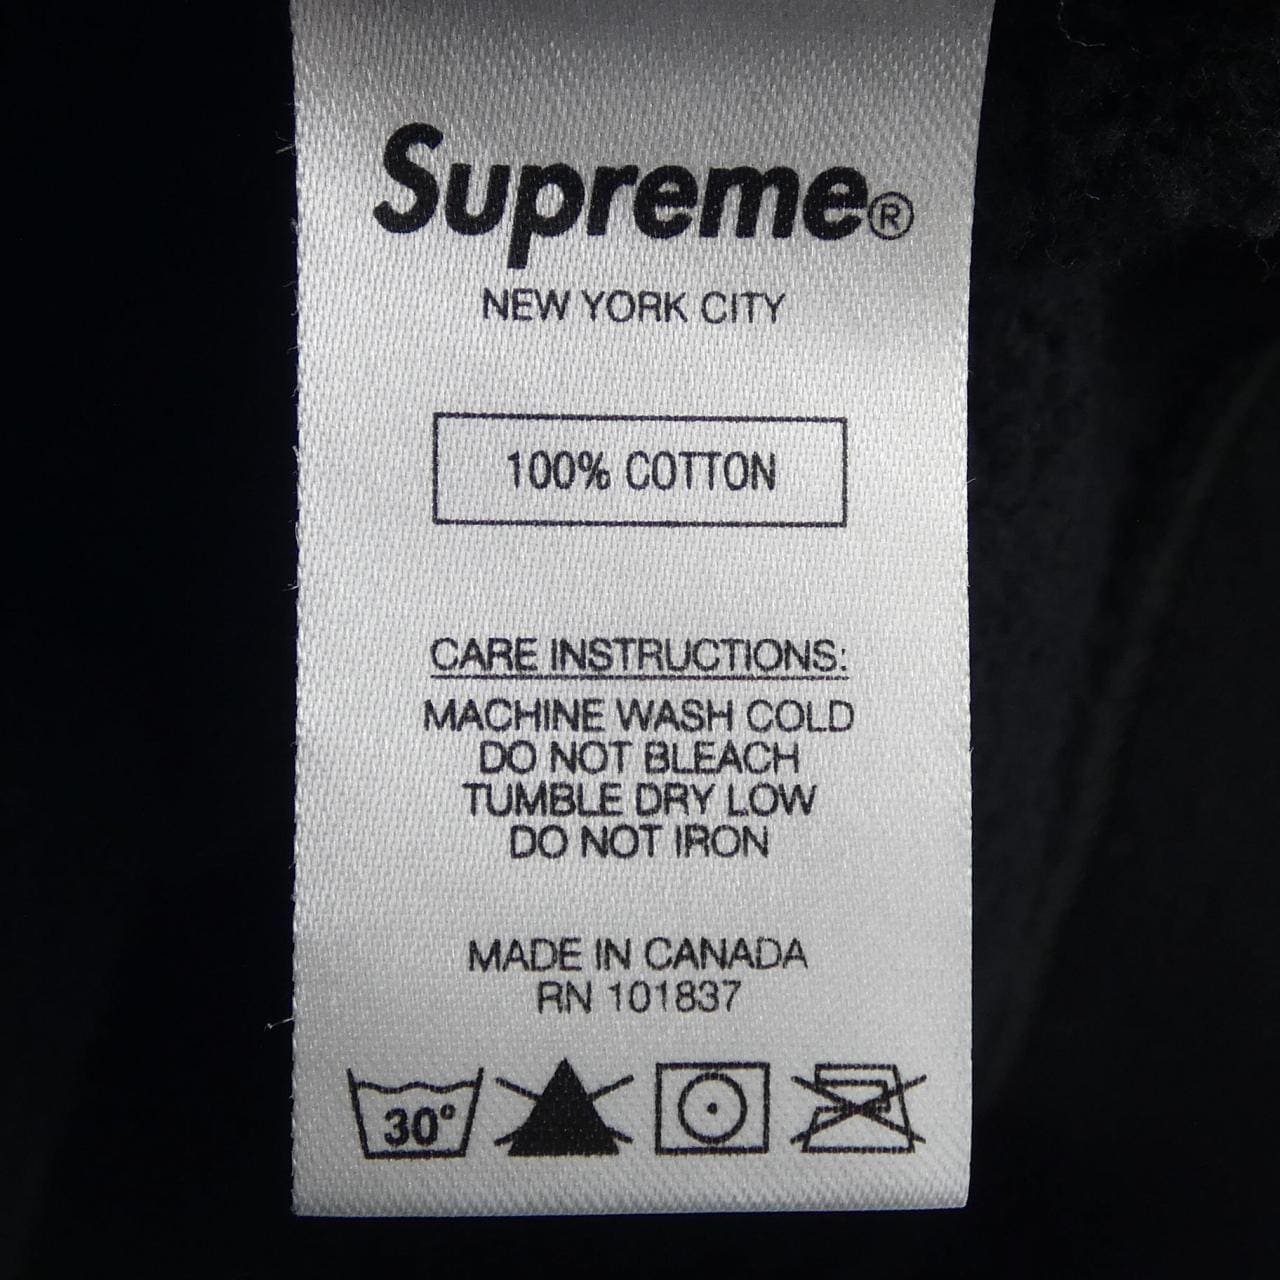 Supreme®
NEW YORK CITY
100% COTTON
CARE INSTRUCTIONS:
MACHINE WASH COLD
DO NOT BLEACH
TUMBLE DRY LOW
DO NOT IRON
MADE IN CANADA
RN 101837
30°